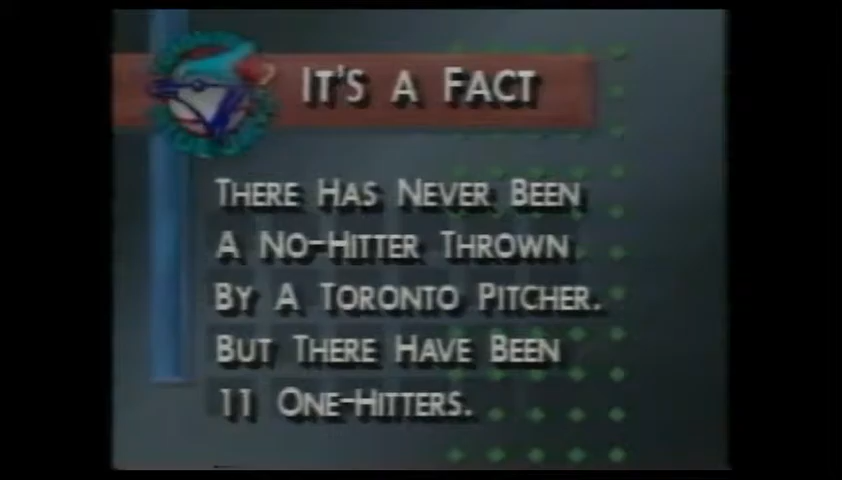 IT'S A FACT
THERE HAS NEVER BEEN
A NO-HITTER THROWN
BY A TORONTO PITCHER.
BUT THERE HAVE BEEN
11 ONE-HITTERS.